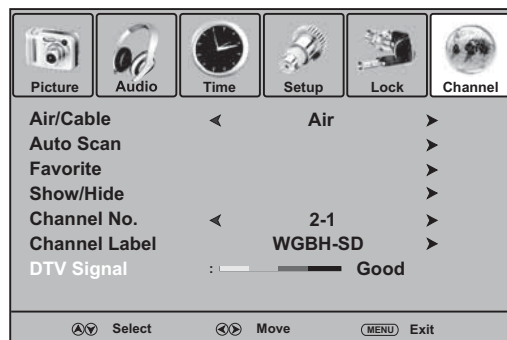 Picture Audio Time Setup Lock Channel
Air/Cable Air
Auto Scan
Favorite
Show/Hide
Channel No. 2-1
Channel Label WGBH-SD
DTV Signal : Good
Select Move MENU Exit